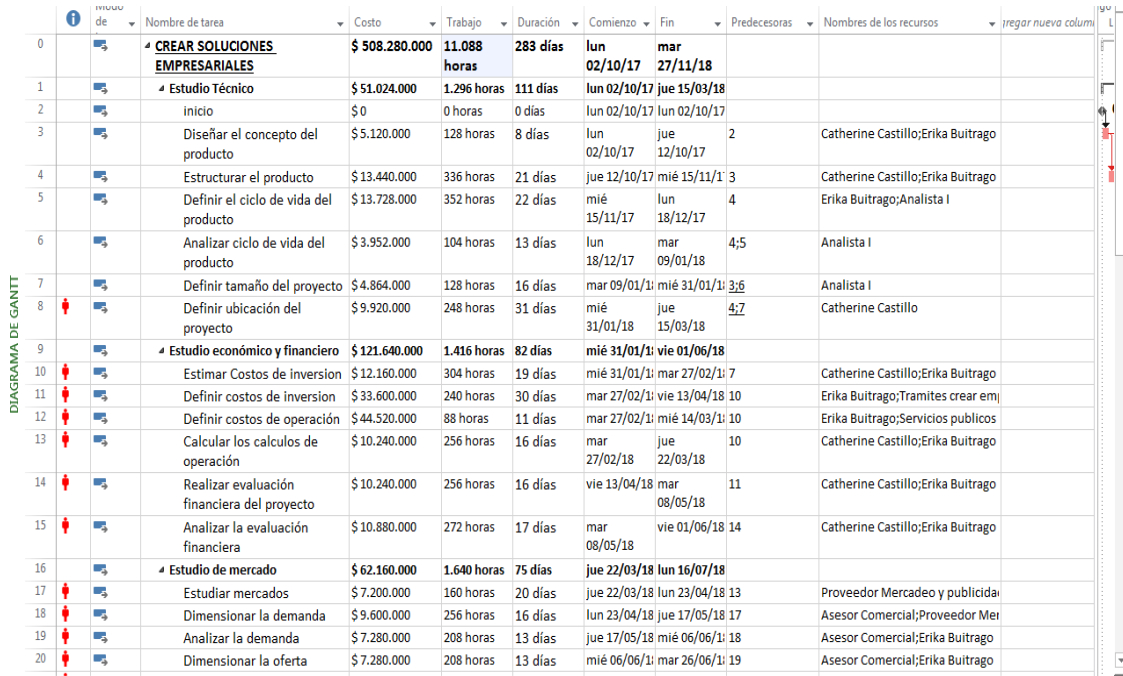 Nombre de tarea Costo Trabajo Duración Comienzo Fin Predecesoras Nombres de los recursos
de
0 CREAR SOLUCIONES $ 508.280.000 11.088 283 días lun mar
EMPRESARIALES horas 02/10/17 27/11/18
1 Estudio Técnico $ 51.024.000 1.296 horas 111 días lun 02/10/17 jue 15/03/18
2 inicio $ 0 0 horas 0 días lun 02/10/17 lun 02/10/17
3 Diseñar el concepto del $ 5.120.000 128 horas 8 días lun jue 2 Catherine Castillo;Erika Buitrago
producto 02/10/17 12/10/17
4 Estructurar el producto $ 13.440.000 336 horas 21 días jue 12/10/17 mié 15/11/1 3 Catherine Castillo;Erika Buitrago
5 Definir el ciclo de vida del $ 13.728.000 352 horas 22 días mié lun 4 Erika Buitrago;Analista I
producto 15/11/17 18/12/17
6 Analizar ciclo de vida del $ 3.952.000 104 horas 13 días lun mar 4;5 Analista I
producto 18/12/17 09/01/18
7 Definir tamaño del proyecto $ 4.864.000 128 horas 16 días mar 09/01/1 mié 31/01/1 3;6 Analista I
8 Definir ubicación del $ 9.920.000 248 horas 31 días mié jue 4;7 Catherine Castillo
proyecto 31/01/18 15/03/18
9 Estudio económico y financiero $ 121.640.000 1.416 horas 82 días mié 31/01/1 vie 01/06/18
10 Estimar Costos de inversion $ 12.160.000 304 horas 19 días mié 31/01/1 mar 27/02/1 7 Catherine Castillo;Erika Buitrago
11 Definir costos de inversion $ 33.600.000 240 horas 30 días mar 27/02/1 vie 13/04/18 10 Erika Buitrago;Tramites crear em
12 Definir costos de operación $ 44.520.000 88 horas 11 días mar 27/02/1 mié 14/03/1 10 Erika Buitrago;Servicios publicos
13 Calcular los calculos de $ 10.240.000 256 horas 16 días mar jue 10 Catherine Castillo;Erika Buitrago
operación 27/02/18 22/03/18
14 Realizar evaluación $ 10.240.000 256 horas 16 días vie 13/04/18 mar 11 Catherine Castillo;Erika Buitrago
financiera del proyecto 08/05/18
15 Analizar la evaluación $ 10.880.000 272 horas 17 días mar vie 01/06/18 14 Catherine Castillo;Erika Buitrago
financiera 08/05/18
16 Estudio de mercado $ 62.160.000 1.640 horas 75 días jue 22/03/18 lun 16/07/18
17 Estudiar mercados $ 7.200.000 160 horas 20 días jue 22/03/18 lun 23/04/18 13 Proveedor Mercadeo y publicida
18 Dimensionar la demanda $ 9.600.000 256 horas 16 días lun 23/04/18 jue 17/05/18 17 Asesor Comercial;Proveedor Mer
19 Analizar la demanda $ 7.280.000 208 horas 13 días jue 17/05/18 mié 06/06/1 18 Asesor Comercial;Erika Buitrago
20 Dimensionar la oferta $ 7.280.000 208 horas 13 días mié 06/06/1 mar 26/06/1 19 Asesor Comercial;Erika Buitrago
DIAGRAMA DE GANTT